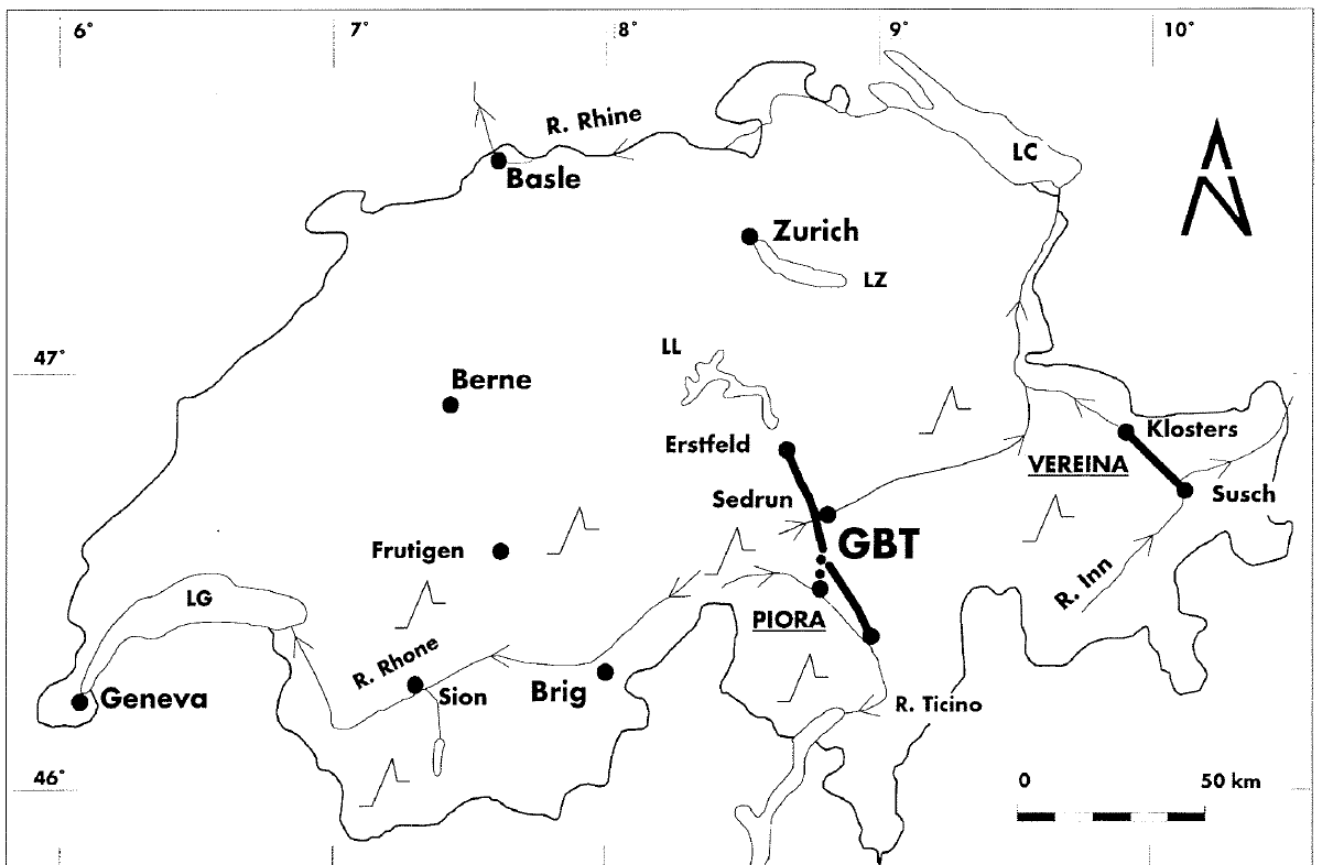 6°
7°
8°
9°
10°
R. Rhine
LC
Basle
Zurich
LZ
N
47°
LL
Berne
Erstfeld
Klosters
VEREINA
Sedrun
Susch
GBT
Frutigen
R. Inn
LG
PIORA
R. Rhone
Geneva
Sion
Brig
R. Ticino
46°
0
50 km